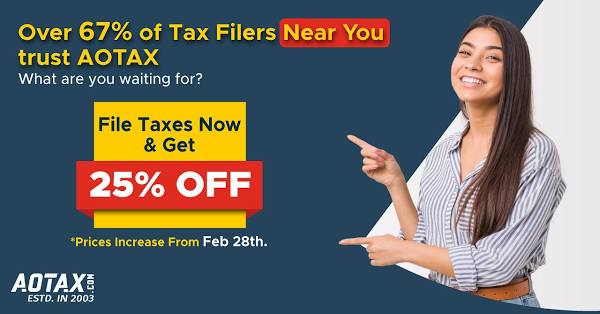 Over 67% of Tax Filers Near You
trust AOTAX
What are you waiting for?
File Taxes Now
& Get
25% OFF
*Prices Increase From Feb 28th.
AOTAX.COM
ESTD. IN 2003